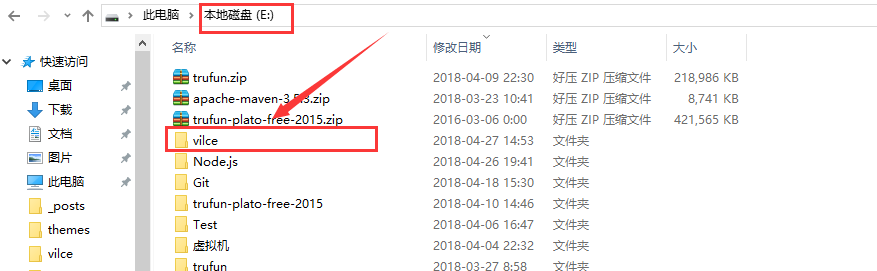 此电脑 > 本地磁盘 (E:) >
快速访问
桌面
下载
文档
图片
此电脑
_posts
themes
vilce
名称 修改日期 类型 大小
trufun.zip 2018-04-09 22:30 好压 ZIP 压缩文件 218,986 KB
apache-maven-3.5.3.zip 2018-03-23 10:41 好压 ZIP 压缩文件 8,741 KB
trufun-plato-free-2015.zip 2016-03-06 0:00 好压 ZIP 压缩文件 421,565 KB
vilce 2018-04-27 14:53 文件夹
Node.js 2018-04-26 19:41 文件夹
Git 2018-04-18 15:30 文件夹
trufun-plato-free-2015 2018-04-10 14:46 文件夹
Test 2018-04-06 16:47 文件夹
虚拟机 2018-04-04 22:32 文件夹
trufun 2018-03-27 8:58 文件夹